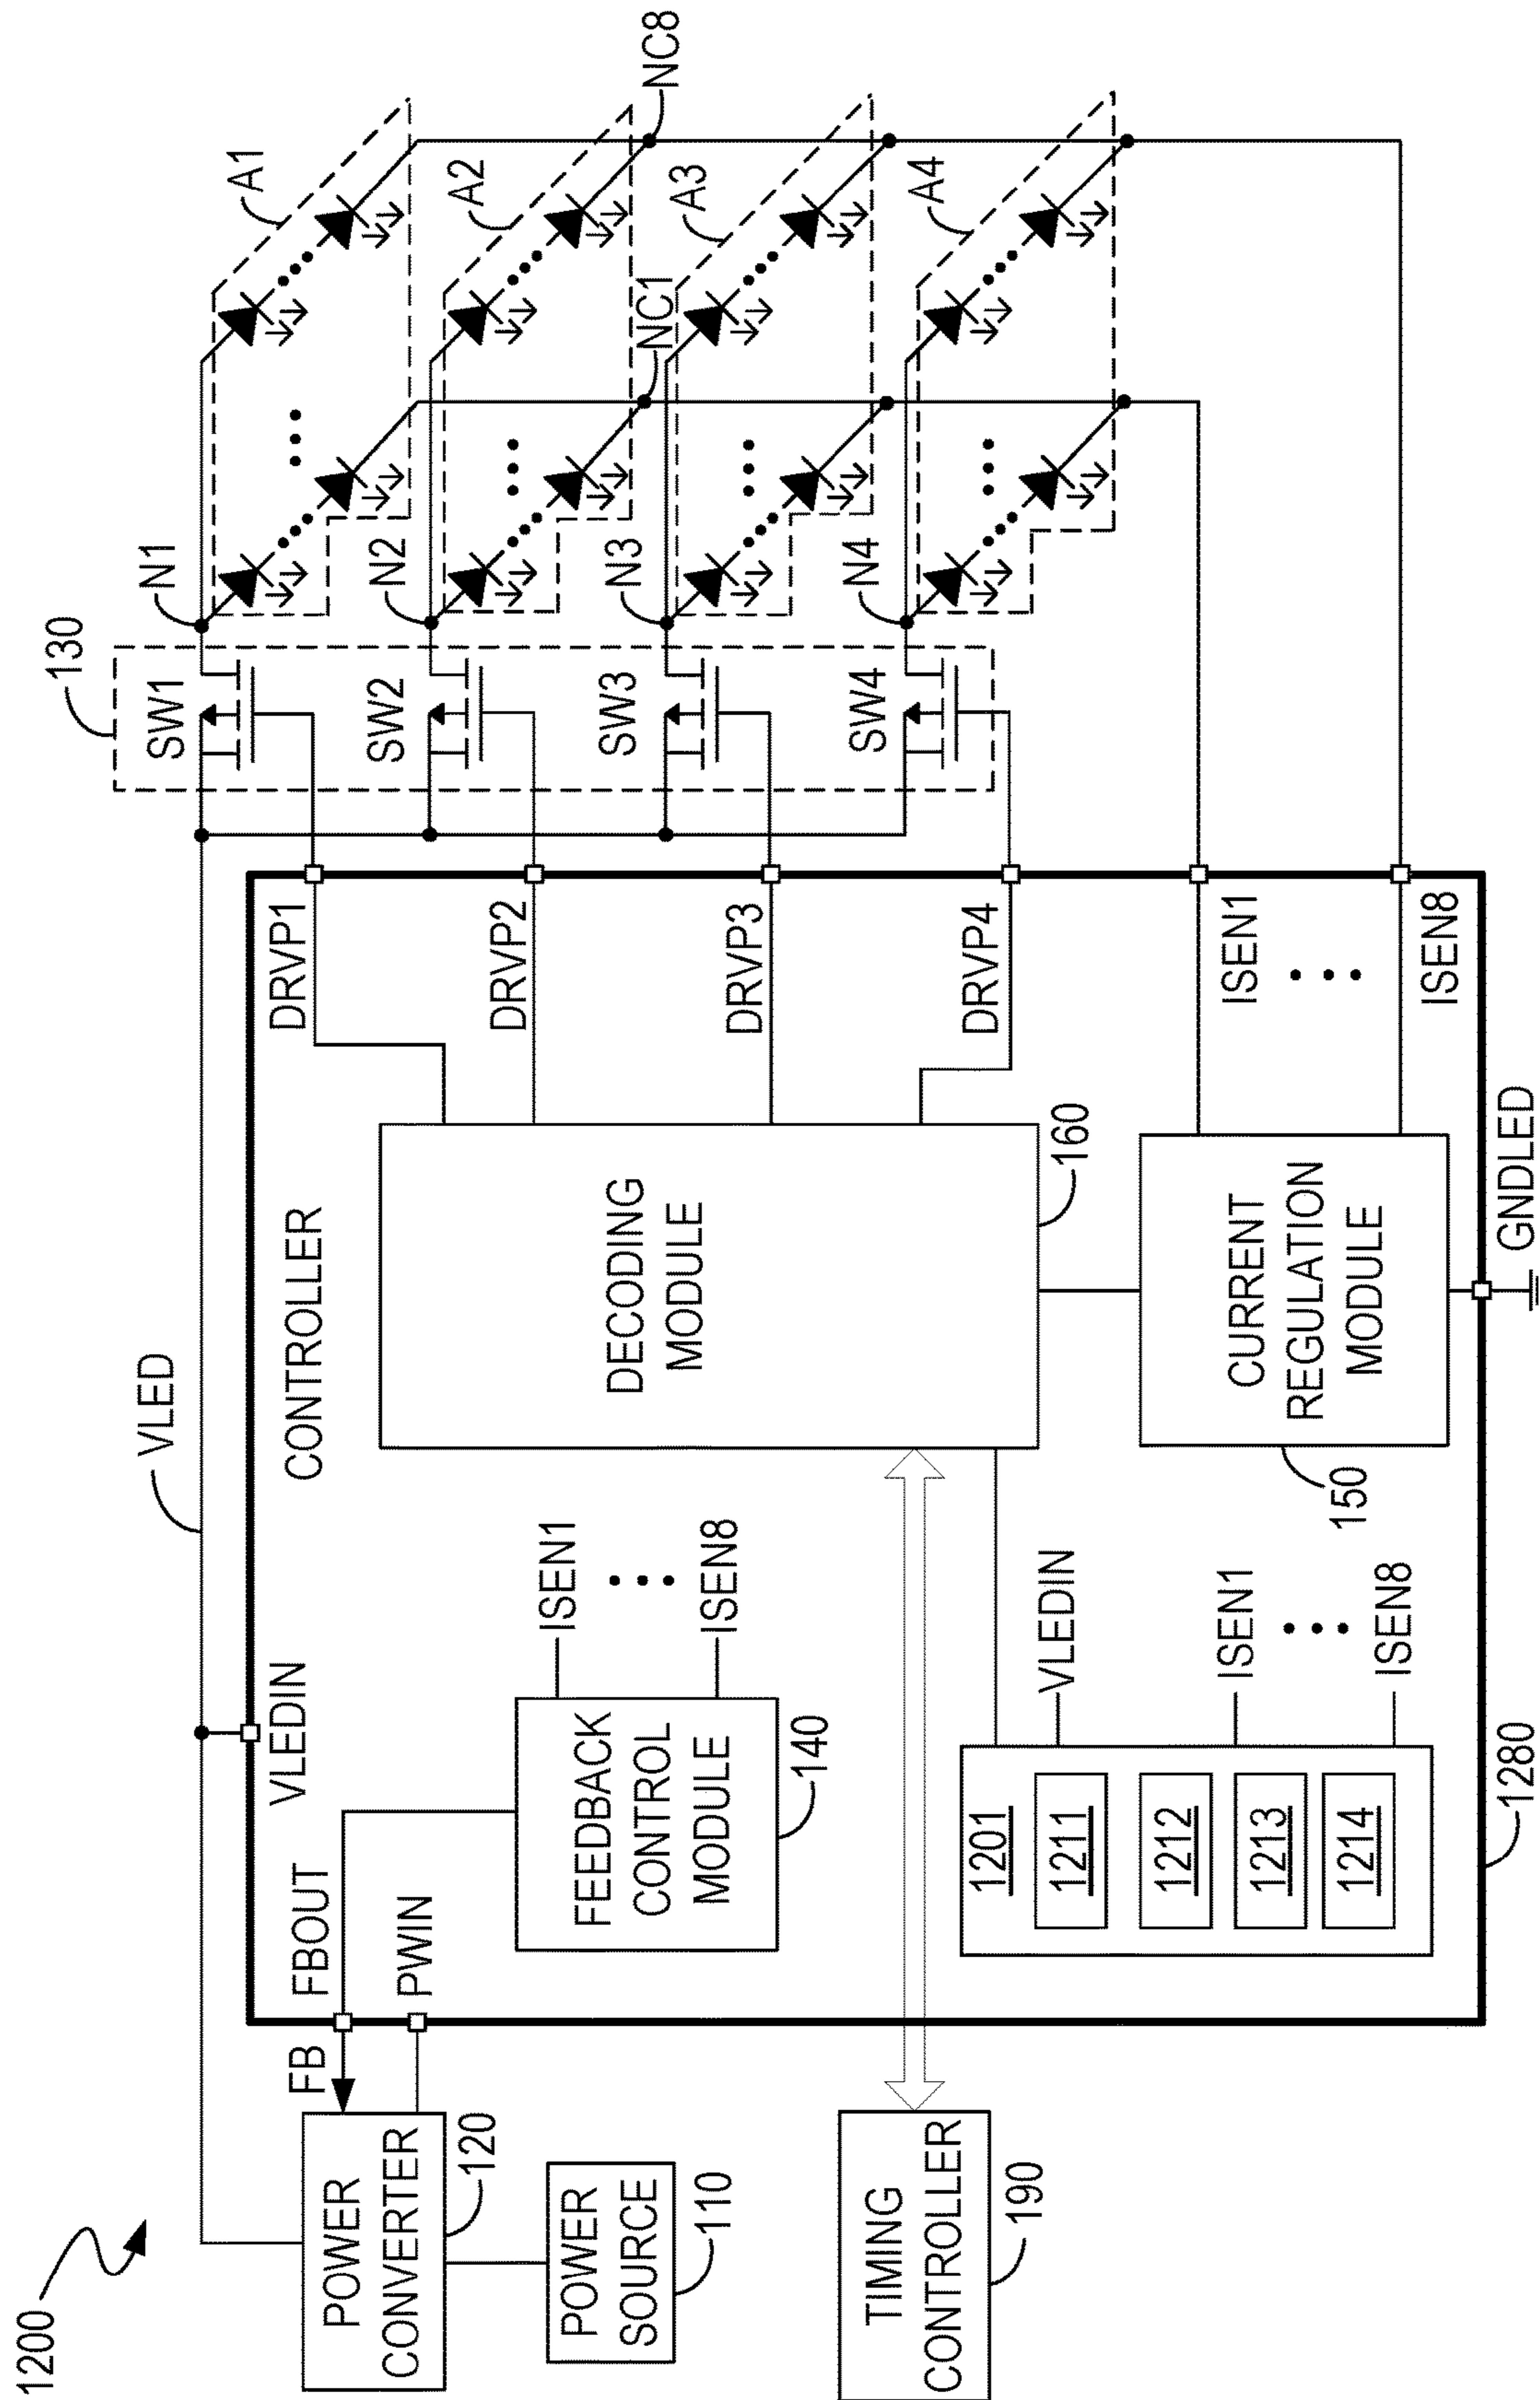 1200
130
A1
N1
SW1
NC8
A2
N2
SW2
NC1
A3
N3
SW3
A4
N4
SW4
VLED
VLEDIN
CONTROLLER
DRVP1
DRVP2
DRVP3
DRVP4
FB
FBOUT
PWIN
POWER
CONVERTER
120
POWER
SOURCE
110
FEEDBACK
CONTROL
MODULE
140
ISEN1
ISEN8
DECODING
MODULE
160
TIMING
CONTROLLER
190
1201
1211
1212
1213
1214
VLEDIN
ISEN1
ISEN8
CURRENT
REGULATION
MODULE
150
ISEN1
ISEN8
1280
GNDLED